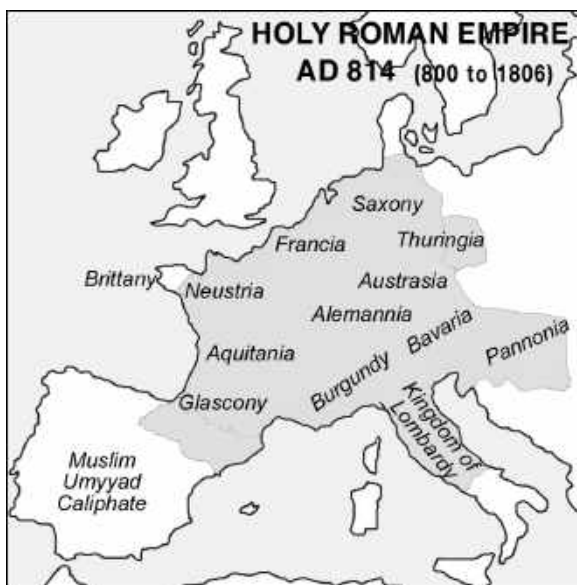 HOLY ROMAN EMPIRE
AD 814 (800 to 1806)
Saxony
Francia
Thuringia
Brittany
Neustria
Austrasia
Alemannia
Bavaria
Aquitania
Pannonia
Burgundy
Glascony
Kingdom of
Lombardy
Muslim
Umyyad
Caliphate